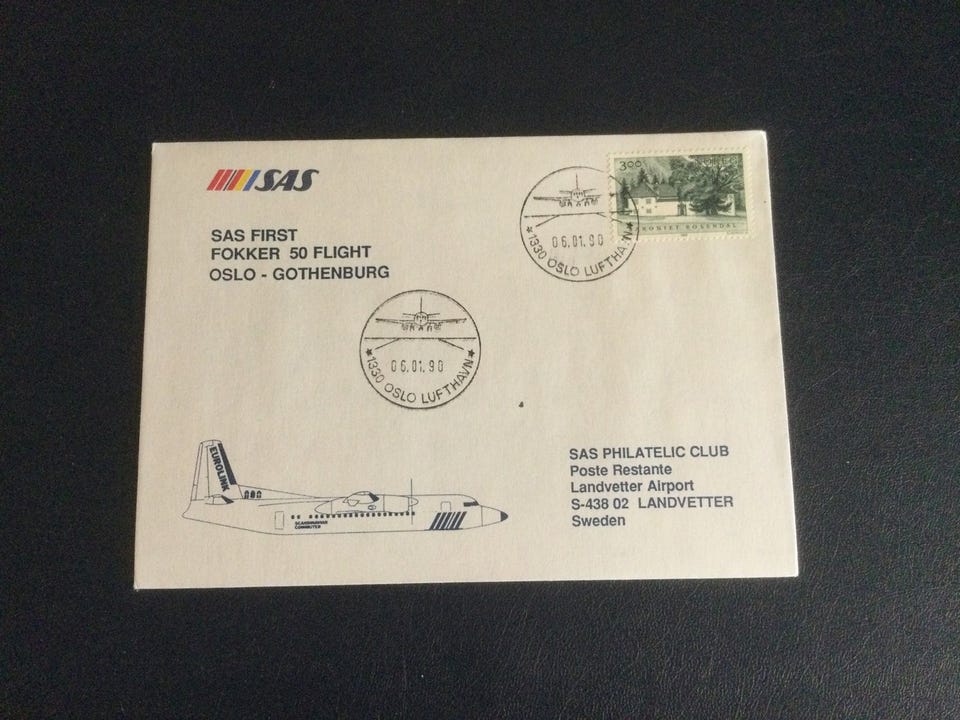 SAS
SAS FIRST
FOKKER 50 FLIGHT
OSLO - GOTHENBURG
06.01.90
1330 OSLO LUFTHAVN
3.00
ROSENDAL
06.01.90
1330 OSLO LUFTHAVN
EUROLINK
SCANDINAVIAN
COMMUTER
SAS PHILATELIC CLUB
Poste Restante
Landvetter Airport
S-438 02 LANDVETTER
Sweden